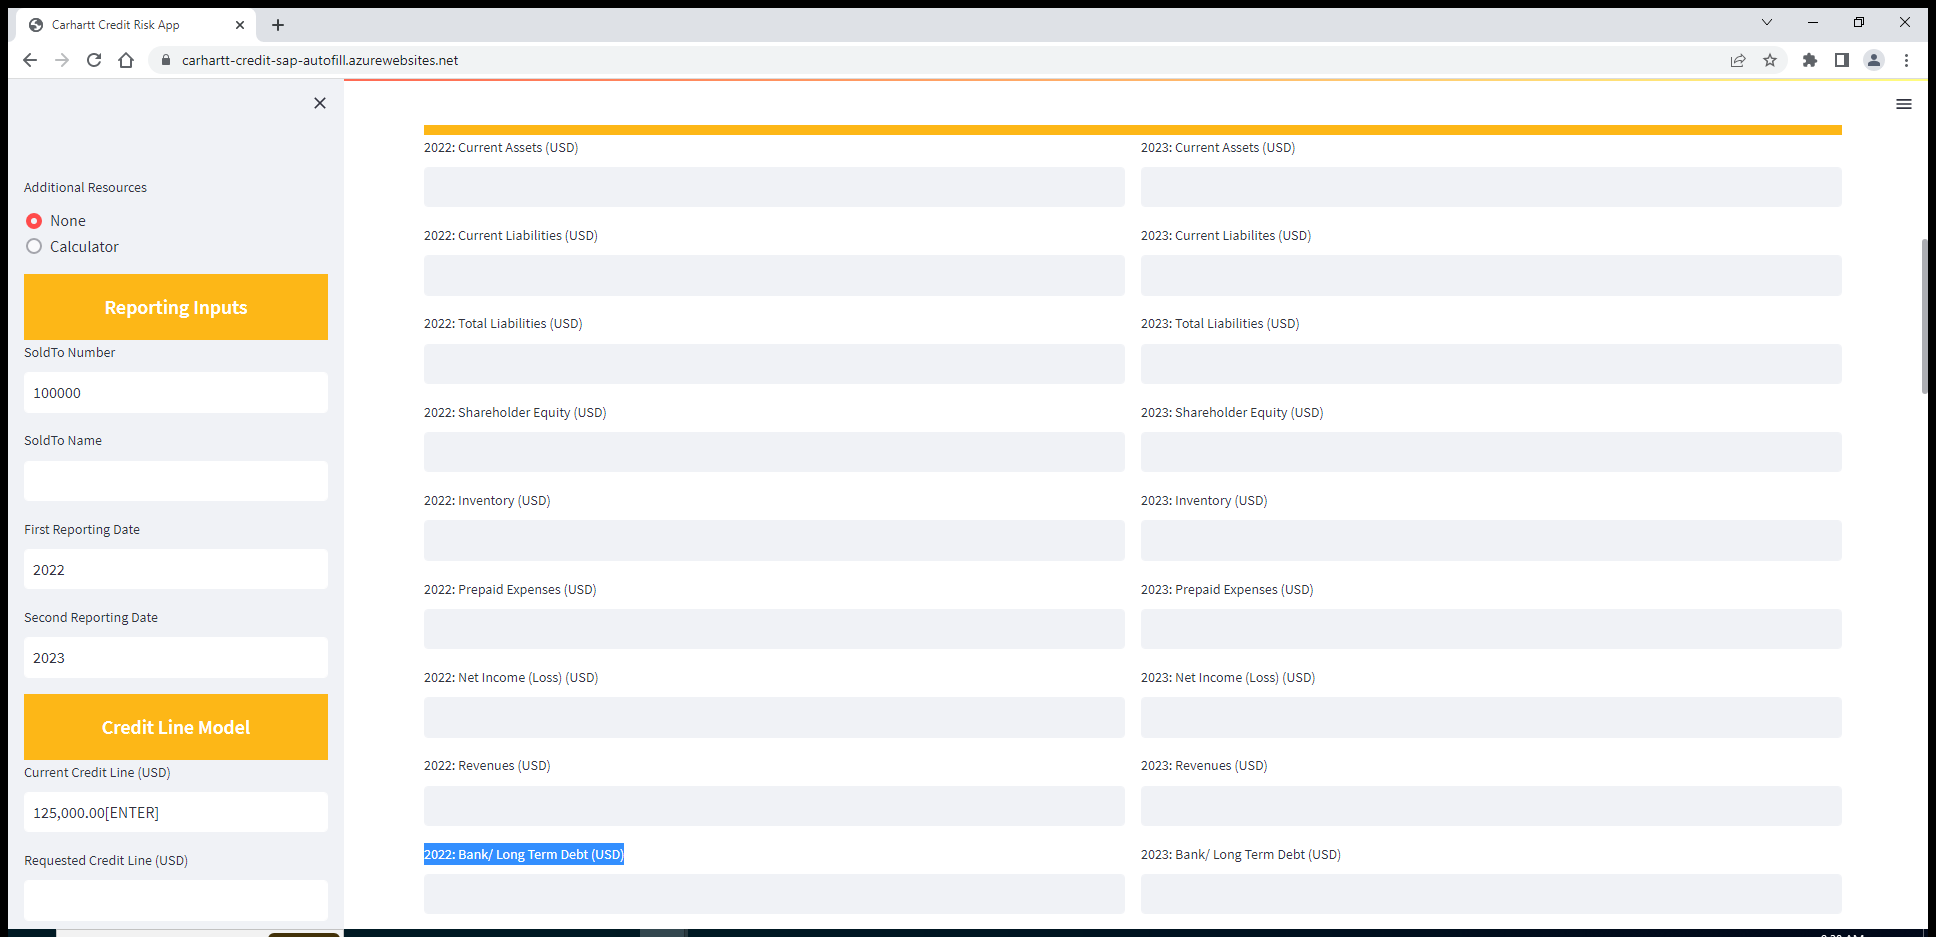 Carhartt Credit Risk App
carhartt-credit-sap-autofill.azurewebsites.net
Additional Resources
None
Calculator
Reporting Inputs
SoldTo Number
100000
SoldTo Name
First Reporting Date
2022
Second Reporting Date
2023
Credit Line Model
Current Credit Line (USD)
125,000.00[ENTER]
Requested Credit Line (USD)
2022: Current Assets (USD)
2023: Current Assets (USD)
2022: Current Liabilities (USD)
2023: Current Liabilites (USD)
2022: Total Liabilities (USD)
2023: Total Liabilities (USD)
2022: Shareholder Equity (USD)
2023: Shareholder Equity (USD)
2022: Inventory (USD)
2023: Inventory (USD)
2022: Prepaid Expenses (USD)
2023: Prepaid Expenses (USD)
2022: Net Income (Loss) (USD)
2023: Net Income (Loss) (USD)
2022: Revenues (USD)
2023: Revenues (USD)
2022: Bank/ Long Term Debt (USD)
2023: Bank/ Long Term Debt (USD)